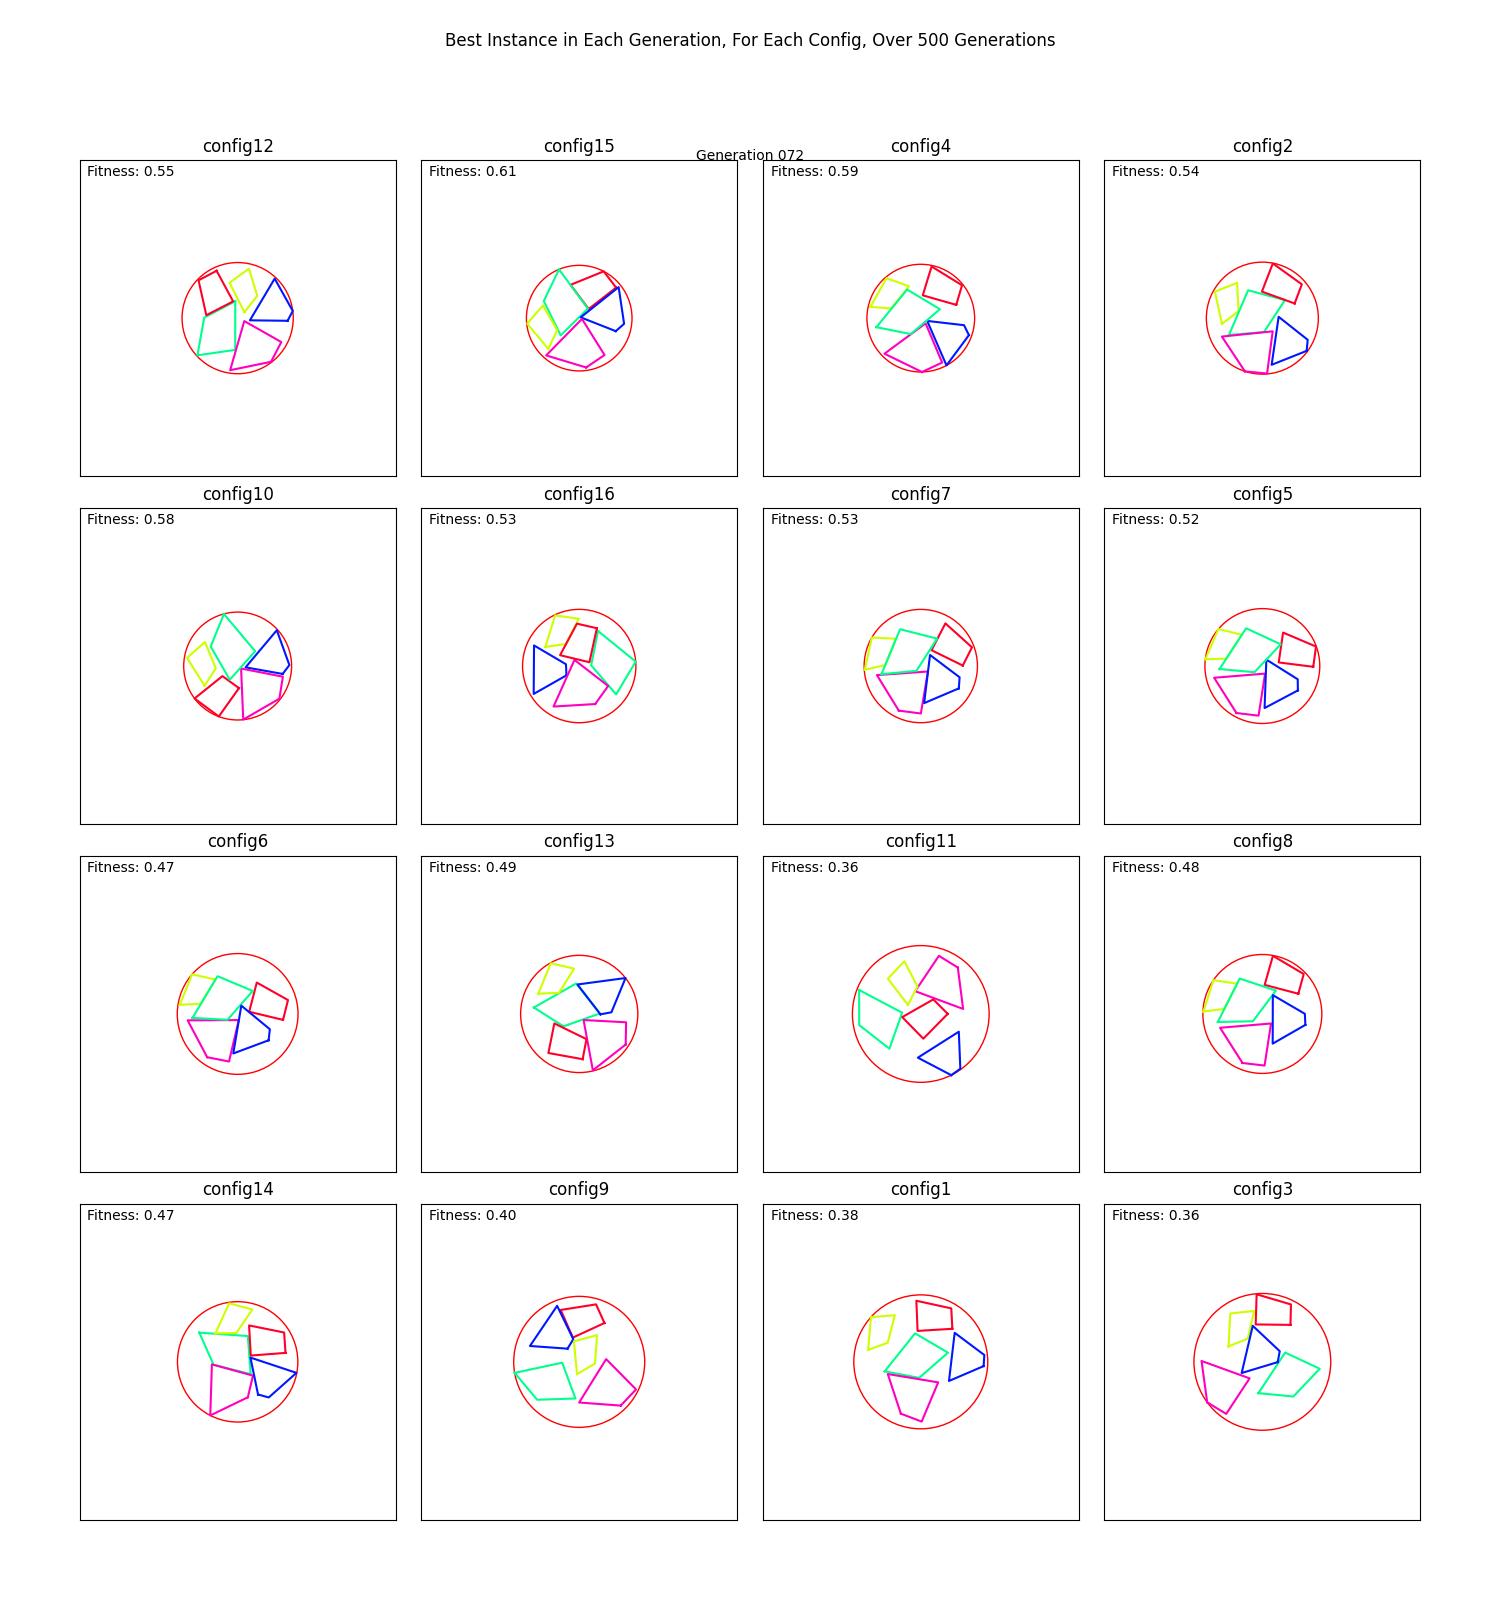 Best Instance in Each Generation, For Each Config, Over 500 Generations
Generation 072
config12
Fitness: 0.55
config15
Fitness: 0.61
config4
Fitness: 0.59
config2
Fitness: 0.54
config10
Fitness: 0.58
config16
Fitness: 0.53
config7
Fitness: 0.53
config5
Fitness: 0.52
config6
Fitness: 0.47
config13
Fitness: 0.49
config11
Fitness: 0.36
config8
Fitness: 0.48
config14
Fitness: 0.47
config9
Fitness: 0.40
config1
Fitness: 0.38
config3
Fitness: 0.36